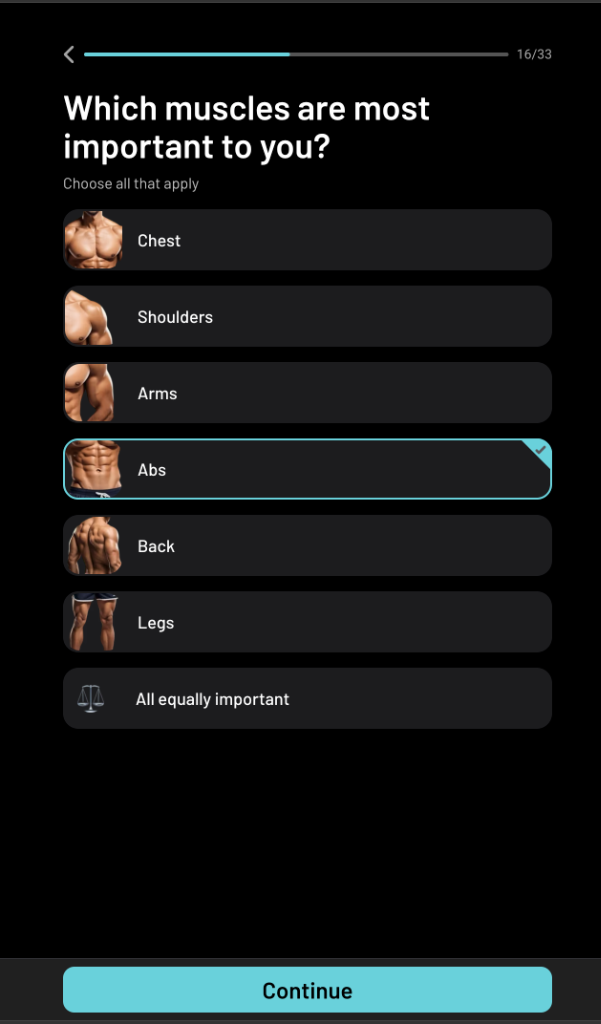 16/33
Which muscles are most
important to you?
Choose all that apply
Chest
Shoulders
Arms
Abs
Back
Legs
All equally important
Continue